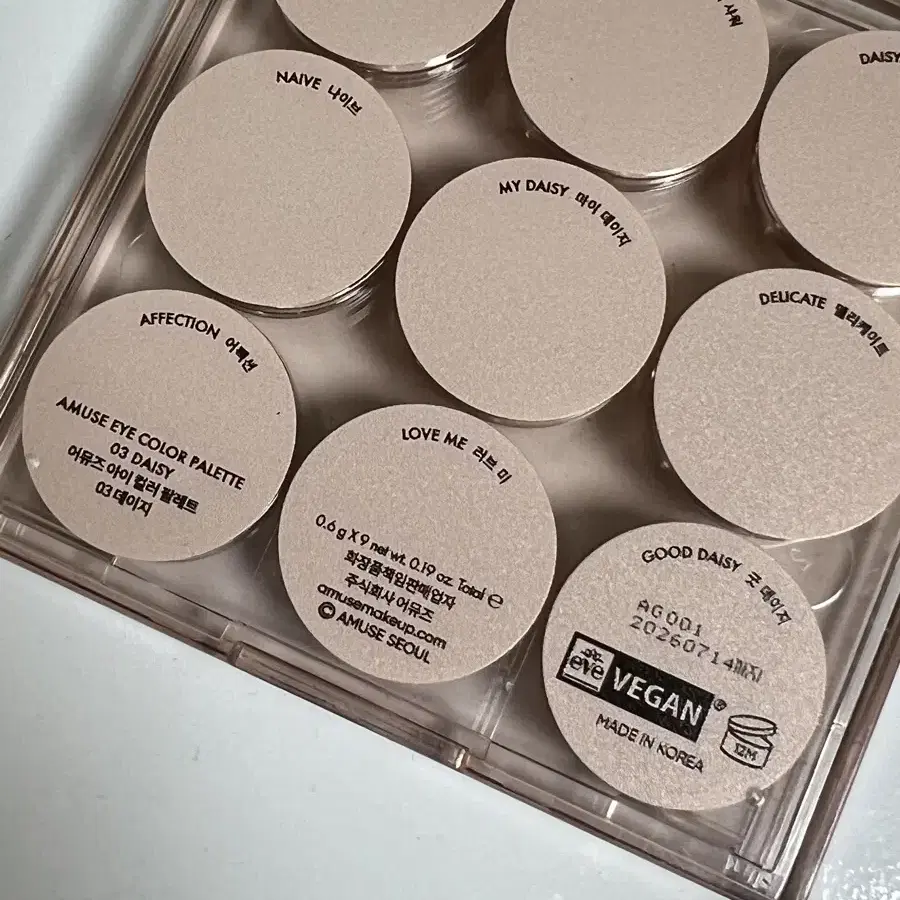 샤워
DAISY
NAIVE 나이브
MY DAISY 마이 데이지
DELICATE 델리케이트
AFFECTION 어펙션
AMUSE EYE COLOR PALETTE
03 DAISY
어뮤즈 아이 컬러 팔레트
03 데이지
LOVE ME 러브 미
0.6 g X 9 net wt. 0.19 oz. Total ℮
화장품책임판매업자
주식회사 어뮤즈
amusemakeup.com
© AMUSE SEOUL
GOOD DAISY 굿 데이지
AG001
20260714까지
eve VEGAN®
MADE IN KOREA
12M